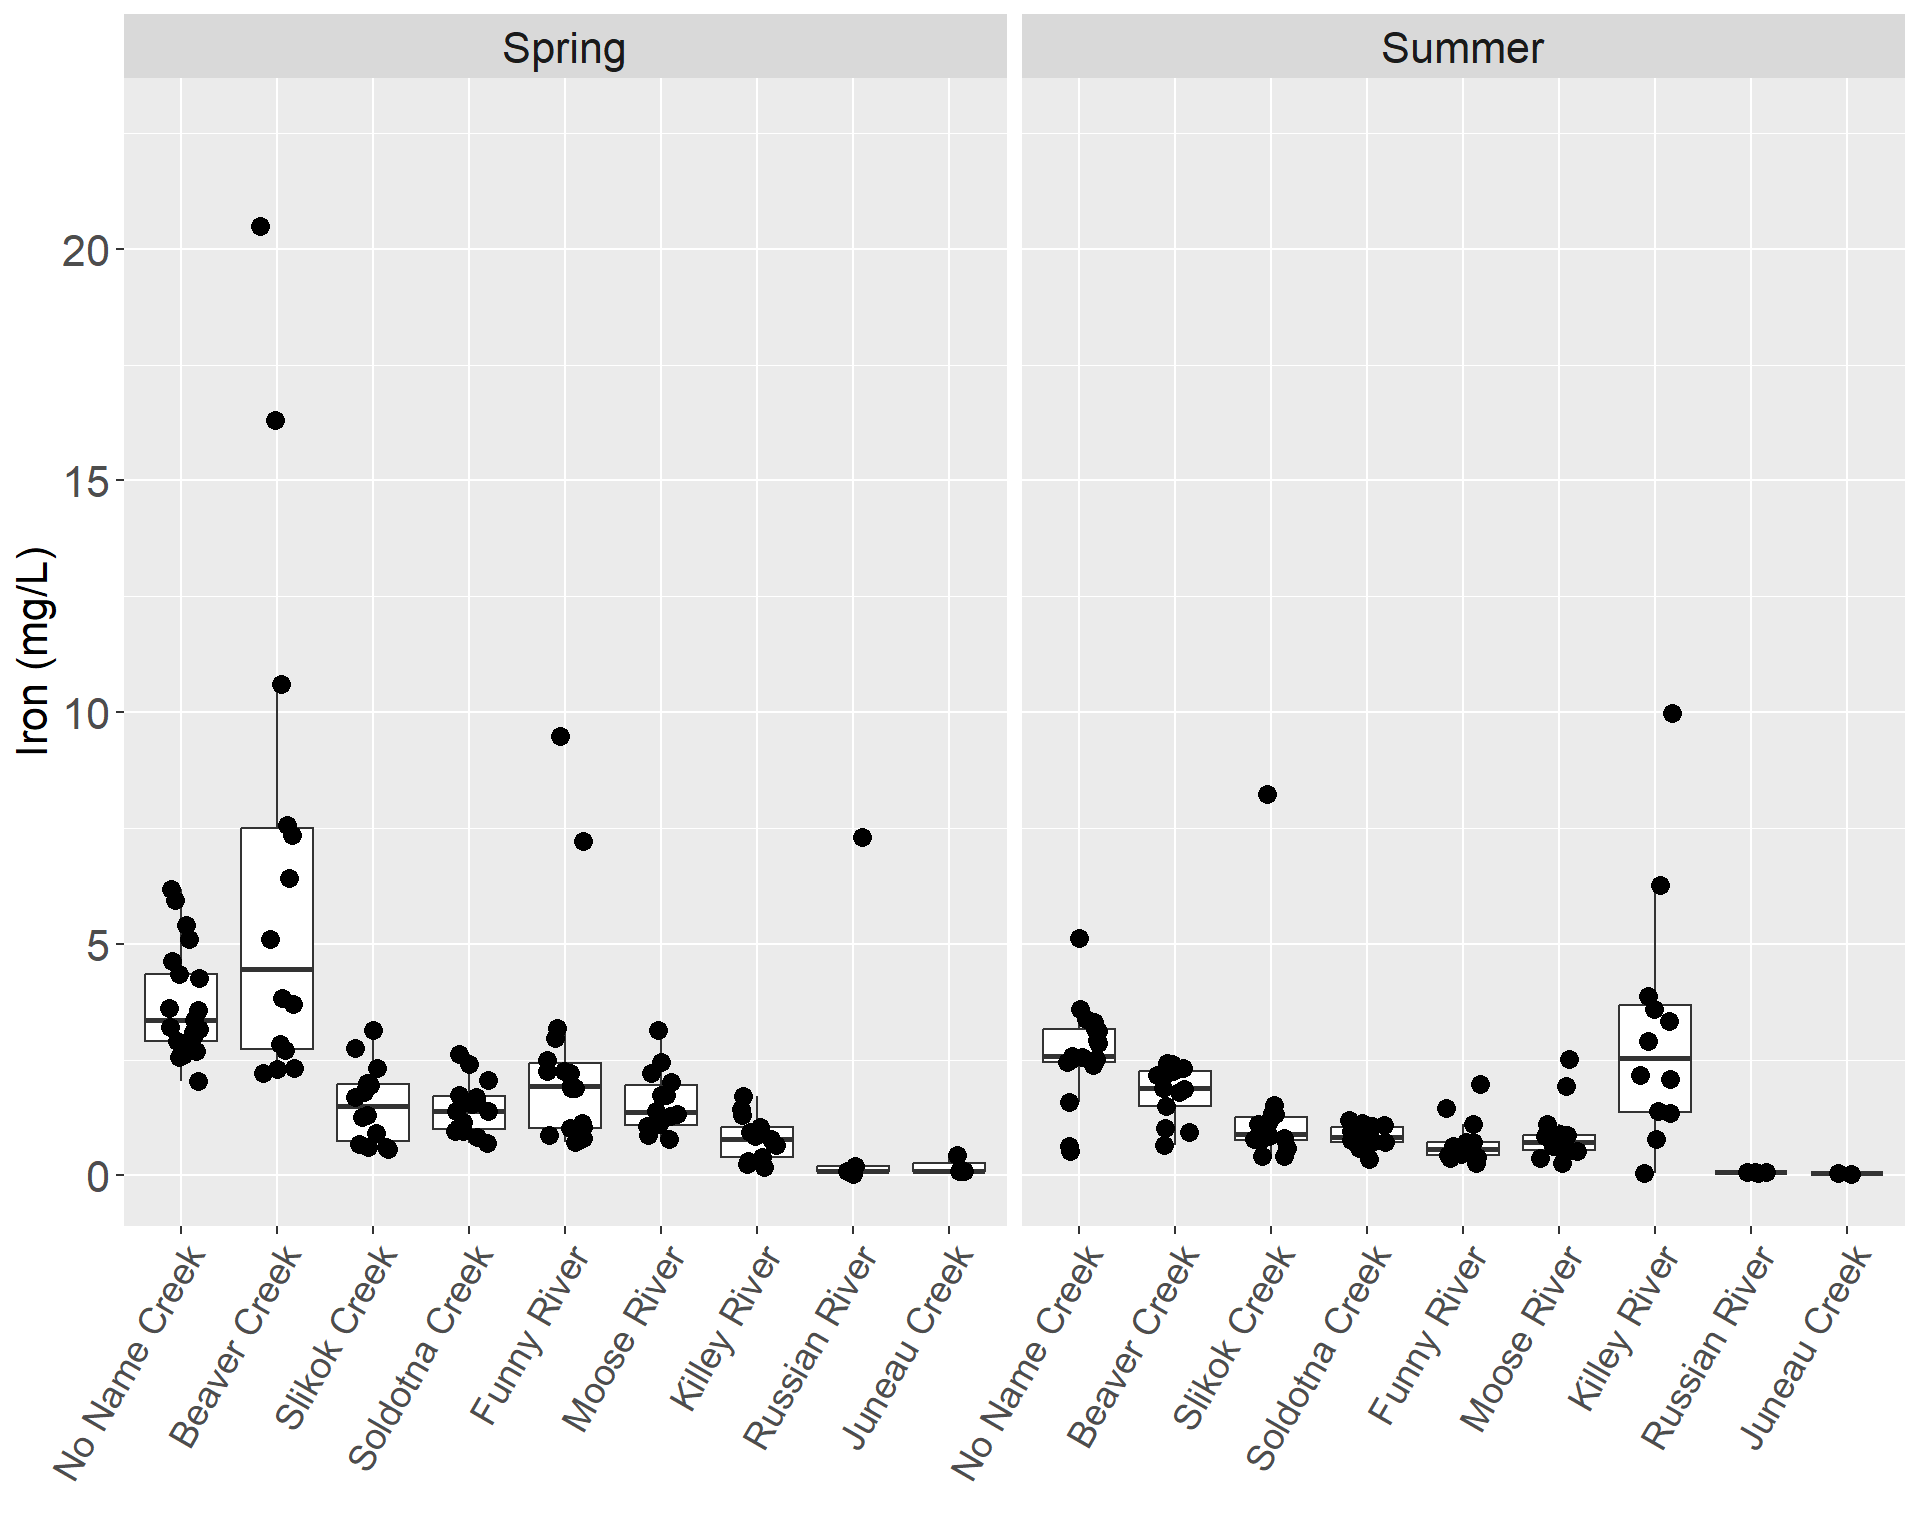 Spring
Summer
Iron (mg/L)
20
15
10
5
0
No Name Creek
Beaver Creek
Slikok Creek
Soldotna Creek
Funny River
Moose River
Killey River
Russian River
Juneau Creek
No Name Creek
Beaver Creek
Slikok Creek
Soldotna Creek
Funny River
Moose River
Killey River
Russian River
Juneau Creek